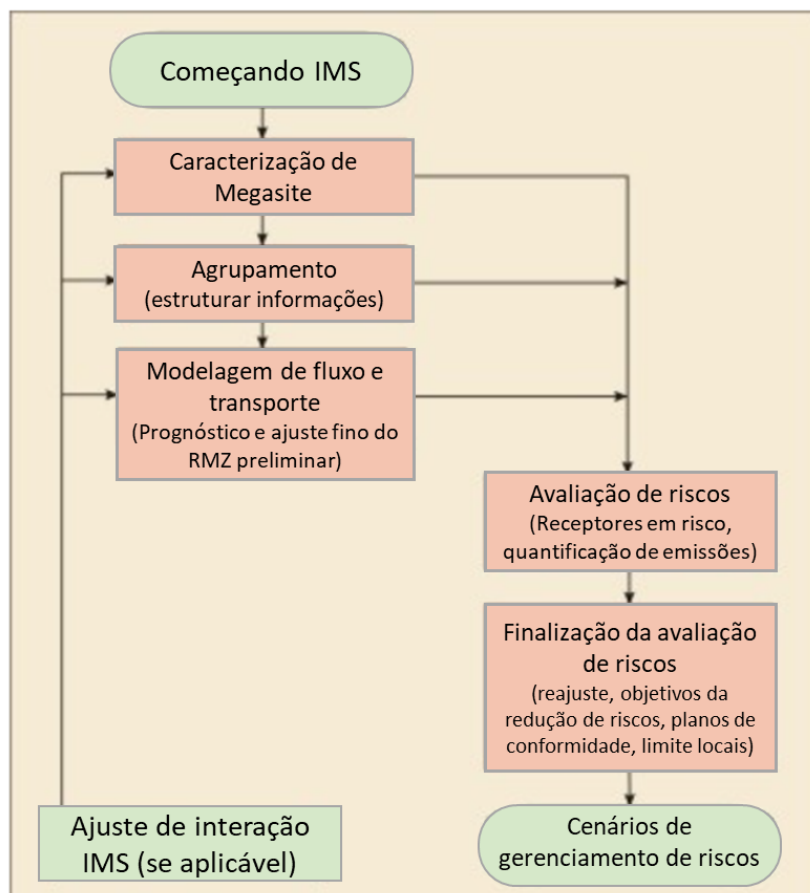 Começando IMS
Caracterização de
Megasite
Agrupamento
(estruturar informações)
Modelagem de fluxo e
transporte
(Prognóstico e ajuste fino do
RMZ preliminar)
Avaliação de riscos
(Receptores em risco,
quantificação de emissões)
Finalização da avaliação
de riscos
(reajuste, objetivos da
redução de riscos, planos de
conformidade, limite locais)
Ajuste de interação
IMS (se aplicável)
Cenários de
gerenciamento de riscos